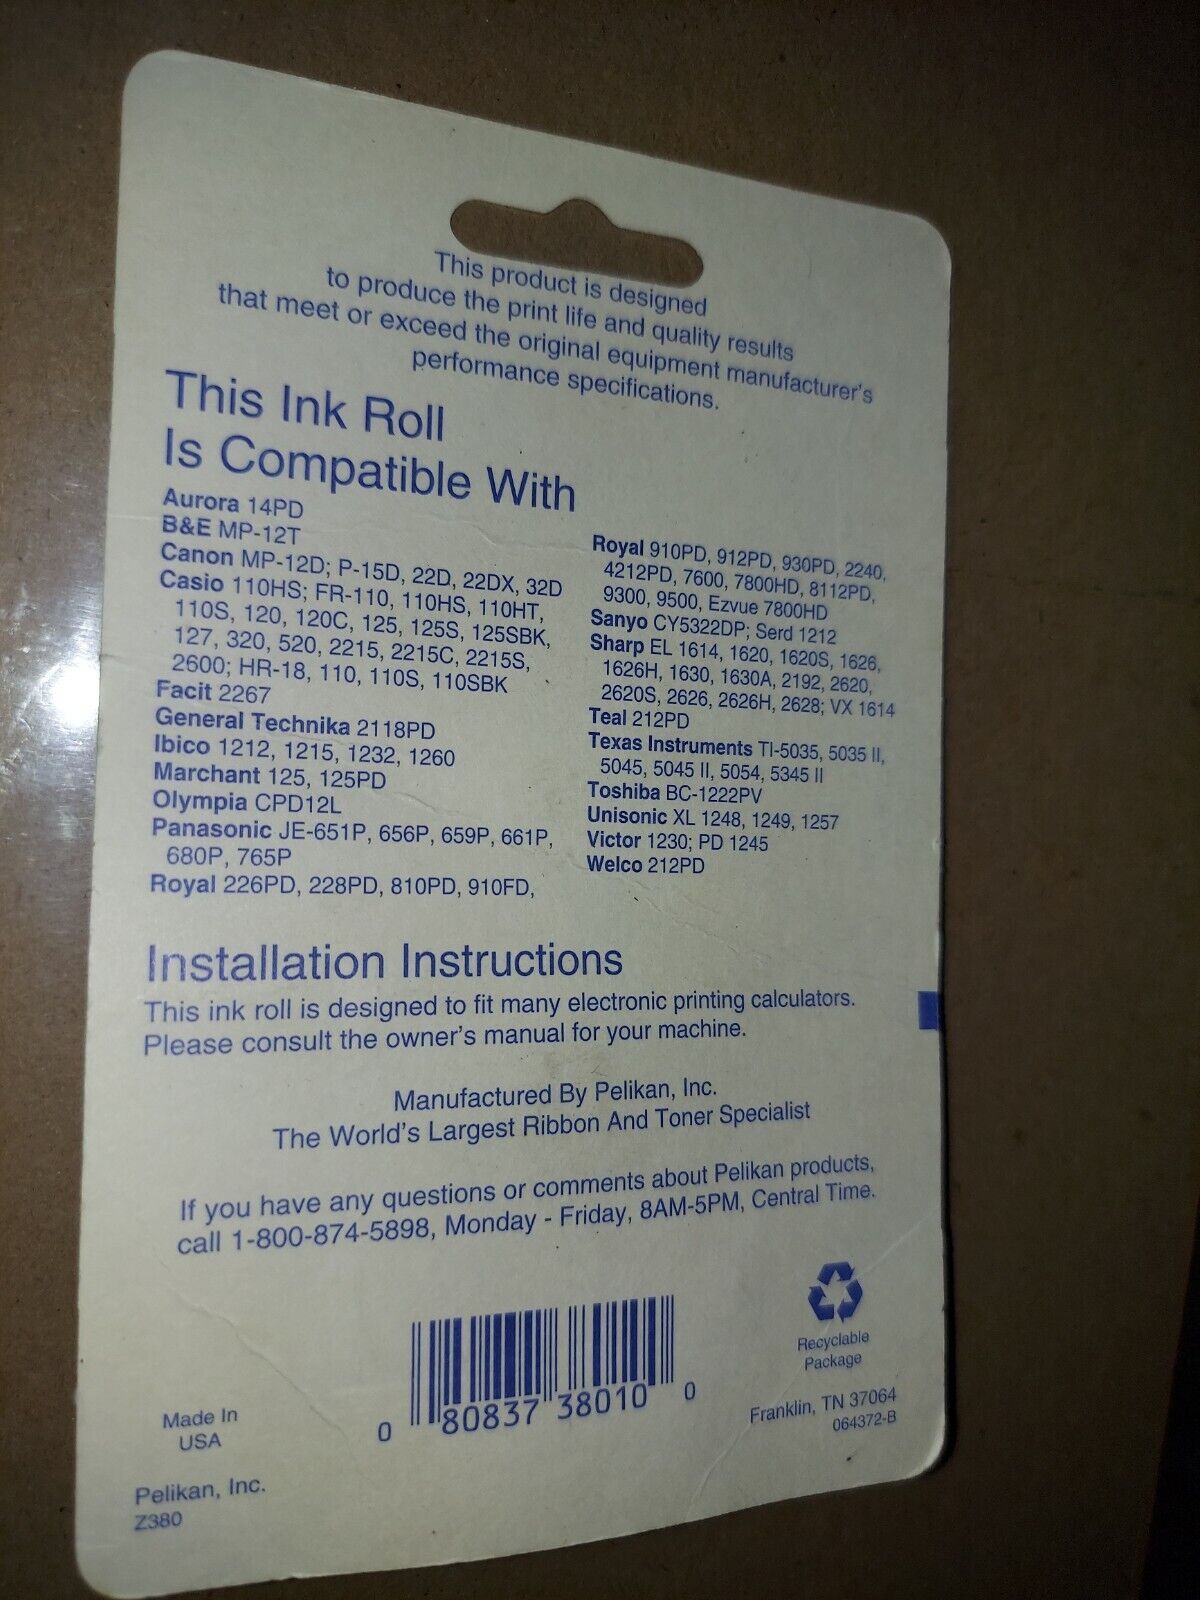 This product is designed
to produce the print life and quality results
that meet or exceed the original equipment manufacturer's
performance specifications.
This Ink Roll
Is Compatible With
Aurora 14PD
B&E MP-12T
Canon MP-12D; P-15D, 22D, 22DX, 32D
Casio 110HS; FR-110, 110HS, 110HT,
110S, 120, 120C, 125, 125S, 125SBK,
127, 320, 520, 2215, 2215C, 2215S,
2600; HR-18, 110, 110S, 110SBK
Facit 2267
General Technika 2118PD
Ibico 1212, 1215, 1232, 1260
Marchant 125, 125PD
Olympia CPD12L
Panasonic JE-651P, 656P, 659P, 661P,
680P, 765P
Royal 226PD, 228PD, 810PD, 910FD,
Royal 910PD, 912PD, 930PD, 2240,
4212PD, 7600, 7800HD, 8112PD,
9300, 9500, Ezvue 7800HD
Sanyo CY5322DP; Serd 1212
Sharp EL 1614, 1620, 1620S, 1626,
1626H, 1630, 1630A, 2192, 2620,
2620S, 2626, 2626H, 2628; VX 1614
Teal 212PD
Texas Instruments TI-5035, 5035 II,
5045, 5045 II, 5054, 5345 II
Toshiba BC-1222PV
Unisonic XL 1248, 1249, 1257
Victor 1230; PD 1245
Welco 212PD
Installation Instructions
This ink roll is designed to fit many electronic printing calculators.
Please consult the owner's manual for your machine.
Manufactured By Pelikan, Inc.
The World's Largest Ribbon And Toner Specialist
If you have any questions or comments about Pelikan products,
call 1-800-874-5898, Monday - Friday, 8AM-5PM, Central Time.
Recyclable
Package
0 80837 38010 0
Made In
USA
Franklin, TN 37064
064372-B
Pelikan, Inc.
Z380